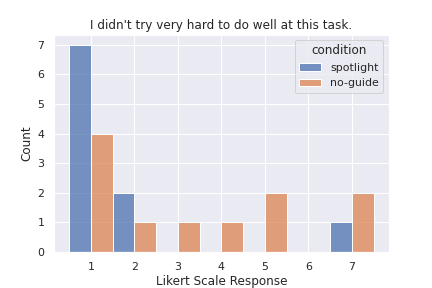 I didn't try very hard to do well at this task.
condition
spotlight
no-guide
7
6
5
4
3
2
1
0
Count
1 2 3 4 5 6 7
Likert Scale Response